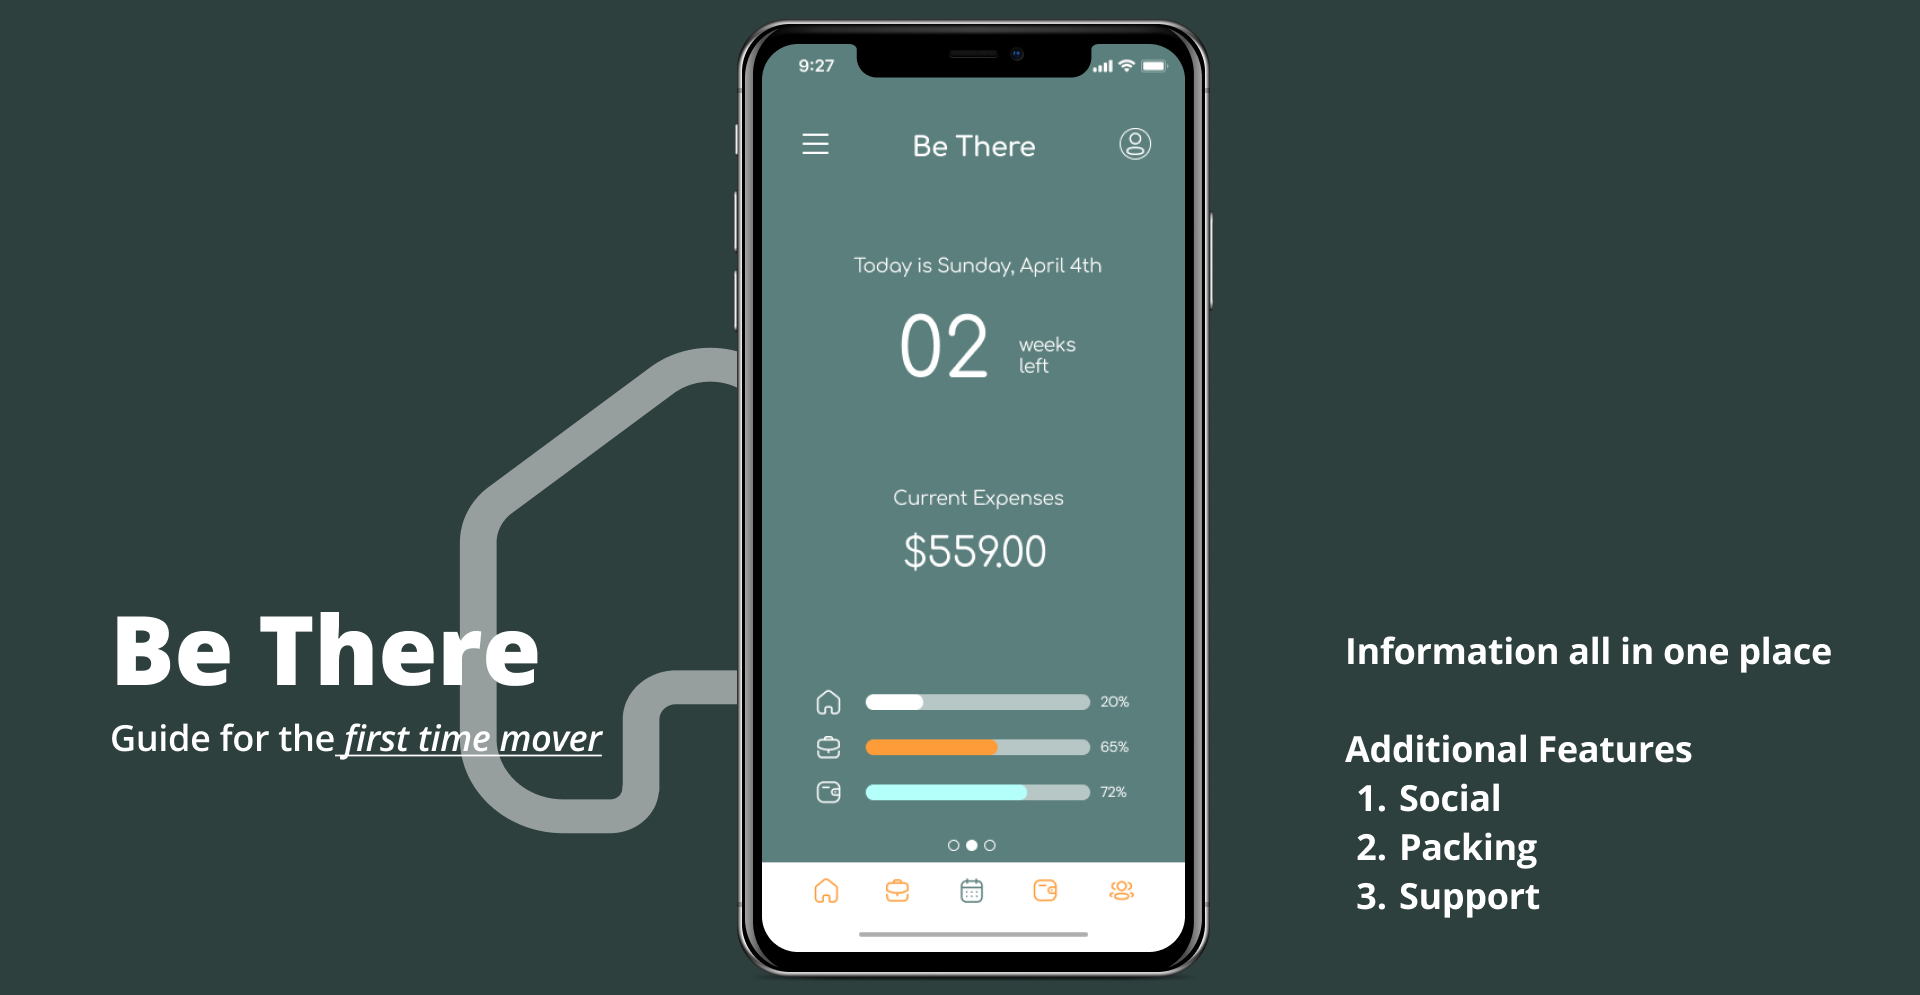 Be There
Guide for the first time mover
9:27
Be There
Today is Sunday, April 4th
02
weeks
left
Current Expenses
$559.00
20%
65%
72%
Information all in one place
Additional Features
1. Social
2. Packing
3. Support